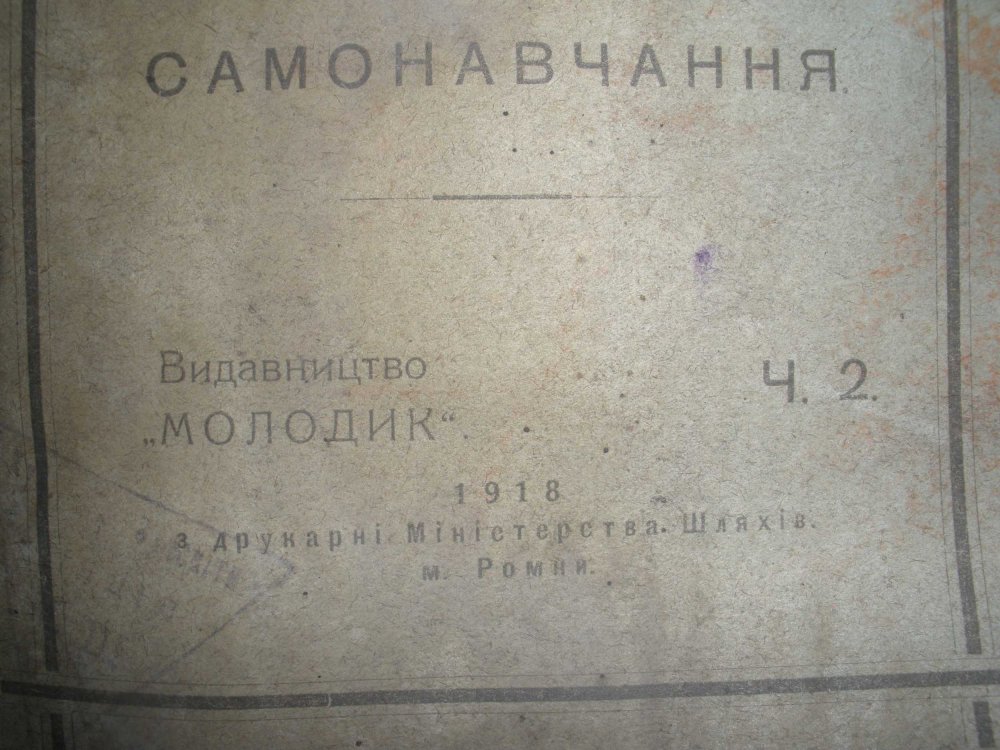 САМОНАВЧАННЯ.
Видавництво
„МОЛОДИК“.
Ч. 2.
1918
з друкарні Міністерства Шляхів.
м. Ромни.